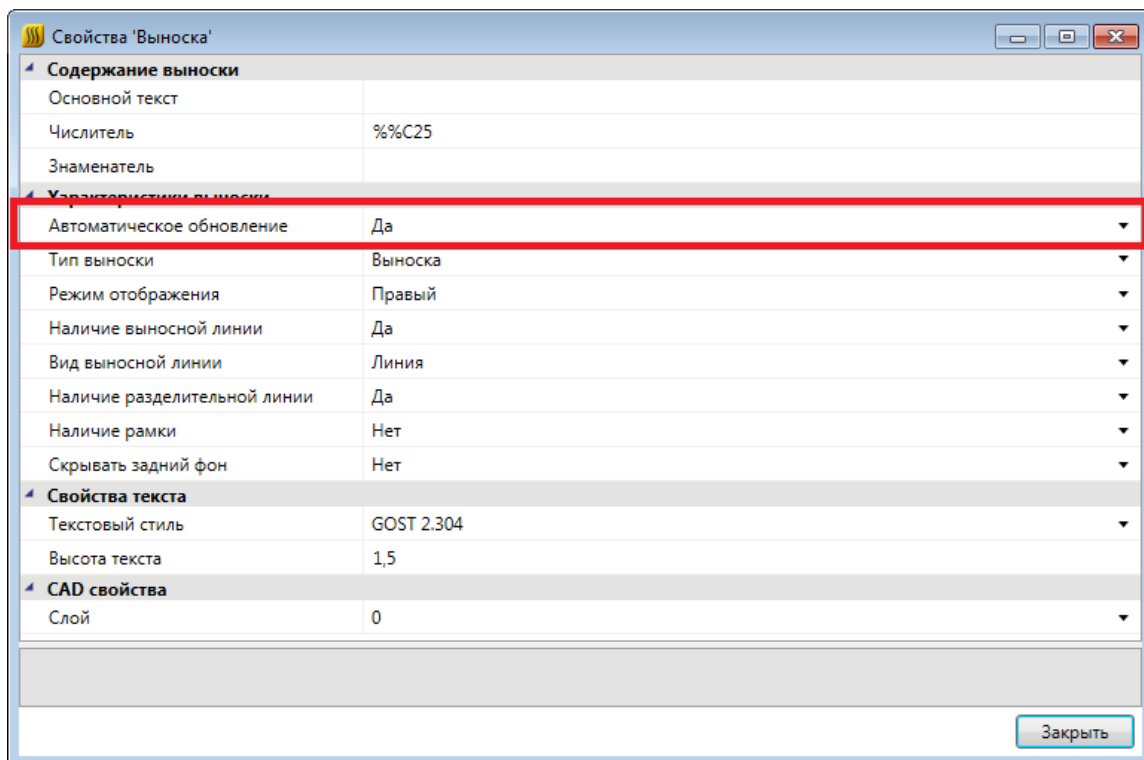 Свойства 'Выноска'
Содержание выноски
Основной текст
Числитель %%C25
Знаменатель
Характеристики выноски
Автоматическое обновление Да
Тип выноски Выноска
Режим отображения Правый
Наличие выносной линии Да
Вид выносной линии Линия
Наличие разделительной линии Да
Наличие рамки Нет
Скрывать задний фон Нет
Свойства текста
Текстовый стиль GOST 2.304
Высота текста 1,5
CAD свойства
Слой 0
Закрыть